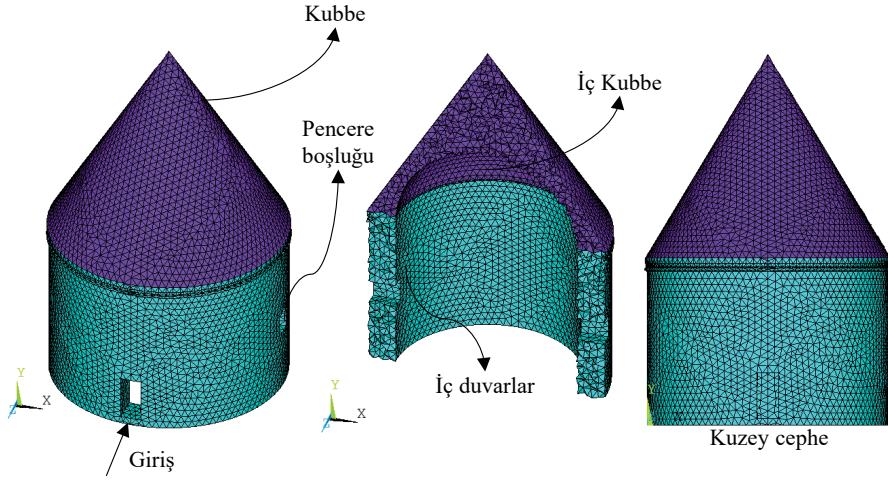 Kubbe
İç Kubbe
Pencere
boşluğu
İç duvarlar
Giriş
Kuzey cephe
Y
X
Z
Y
X
Z
Y
X
Z